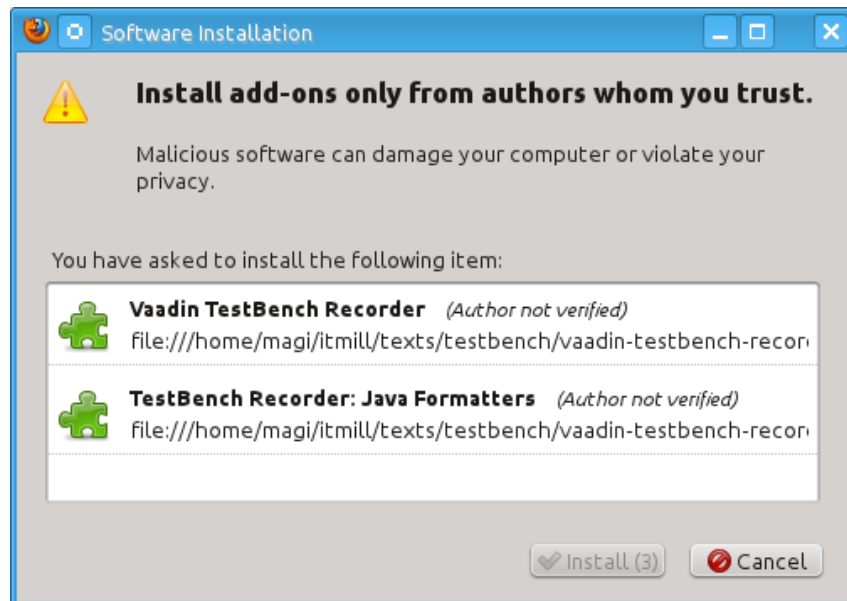 Software Installation
Install add-ons only from authors whom you trust.
Malicious software can damage your computer or violate your
privacy.
You have asked to install the following item:
Vaadin TestBench Recorder (Author not verified)
file:///home/magi/itmill/texts/testbench/vaadin-testbench-recor
TestBench Recorder: Java Formatters (Author not verified)
file:///home/magi/itmill/texts/testbench/vaadin-testbench-recor
Install (3)
Cancel